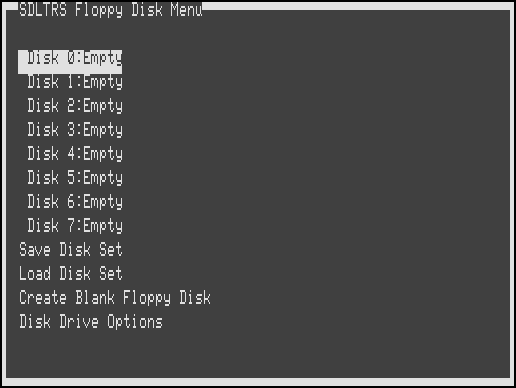 SDLTRS Floppy Disk Menu
Disk 0:Empty
Disk 1:Empty
Disk 2:Empty
Disk 3:Empty
Disk 4:Empty
Disk 5:Empty
Disk 6:Empty
Disk 7:Empty
Save Disk Set
Load Disk Set
Create Blank Floppy Disk
Disk Drive Options